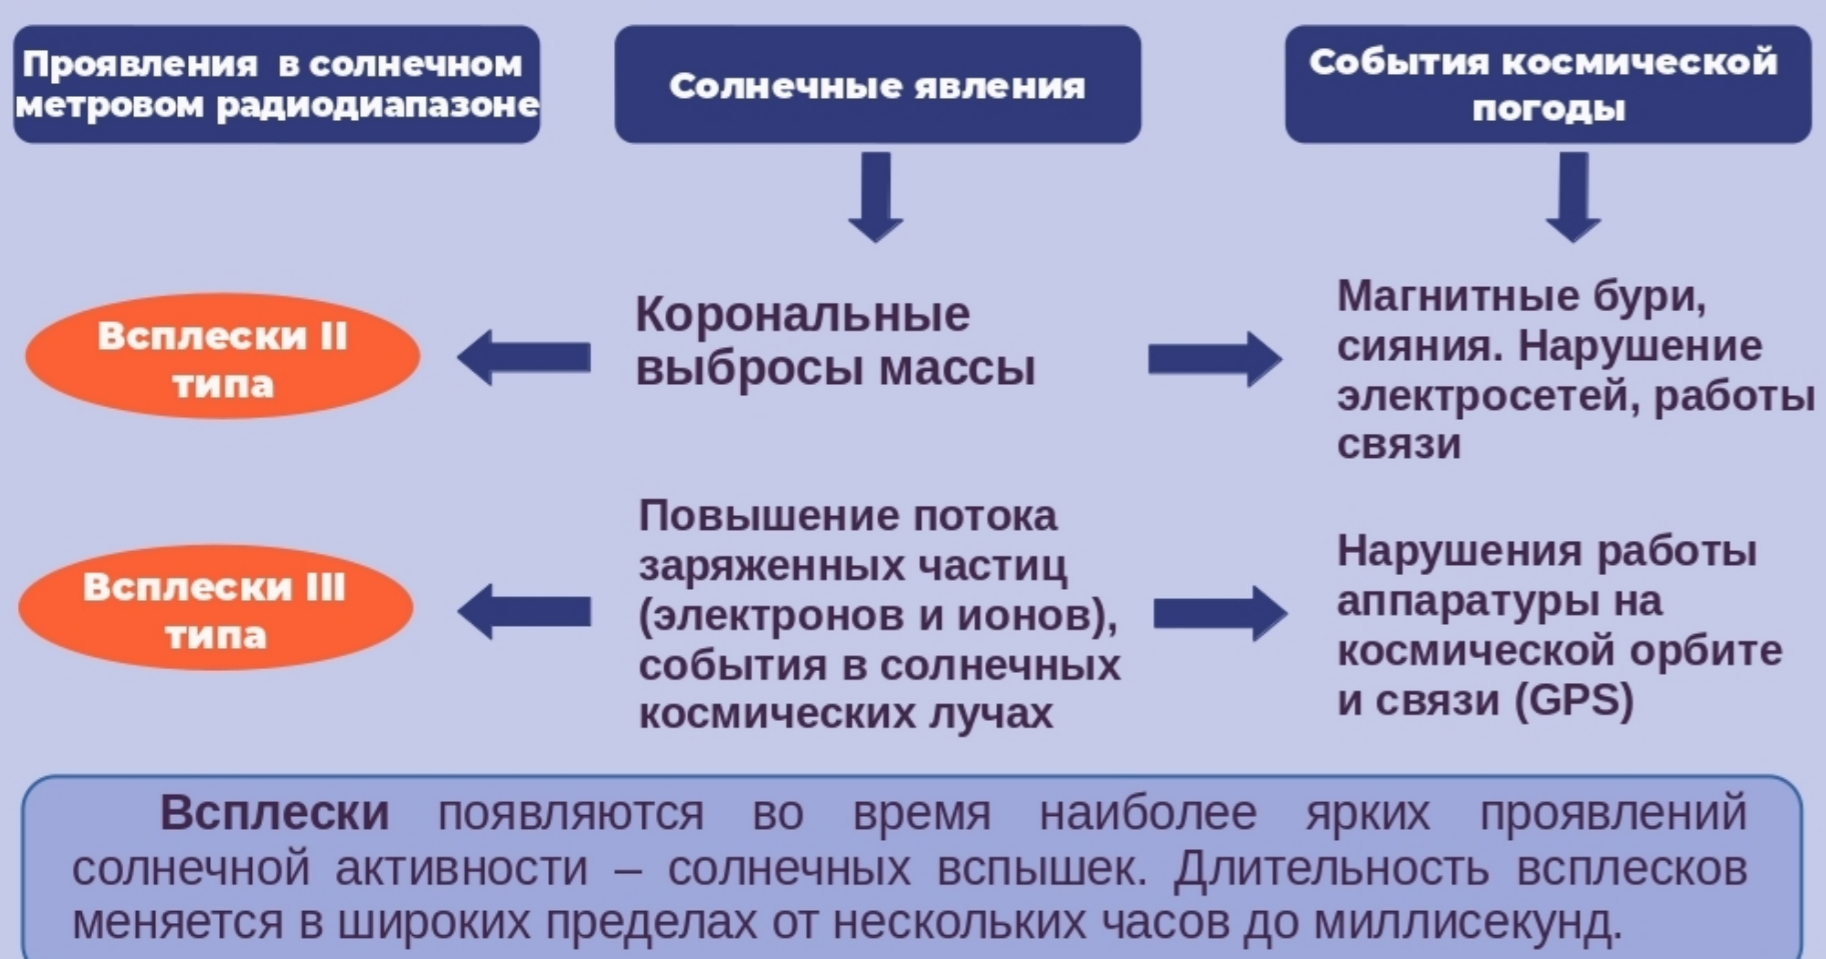 Проявления в солнечном
метровом радиодиапазоне
Солнечные явления
События космической
погоды
Всплески II
типа
Корональные
выбросы массы
Магнитные бури,
сияния. Нарушение
электросетей, работы
связи
Всплески III
типа
Повышение потока
заряженных частиц
(электронов и ионов),
события в солнечных
космических лучах
Нарушения работы
аппаратуры на
космической орбите
и связи (GPS)
Всплески появляются во время наиболее ярких проявлений
солнечной активности – солнечных вспышек. Длительность всплесков
меняется в широких пределах от нескольких часов до миллисекунд.